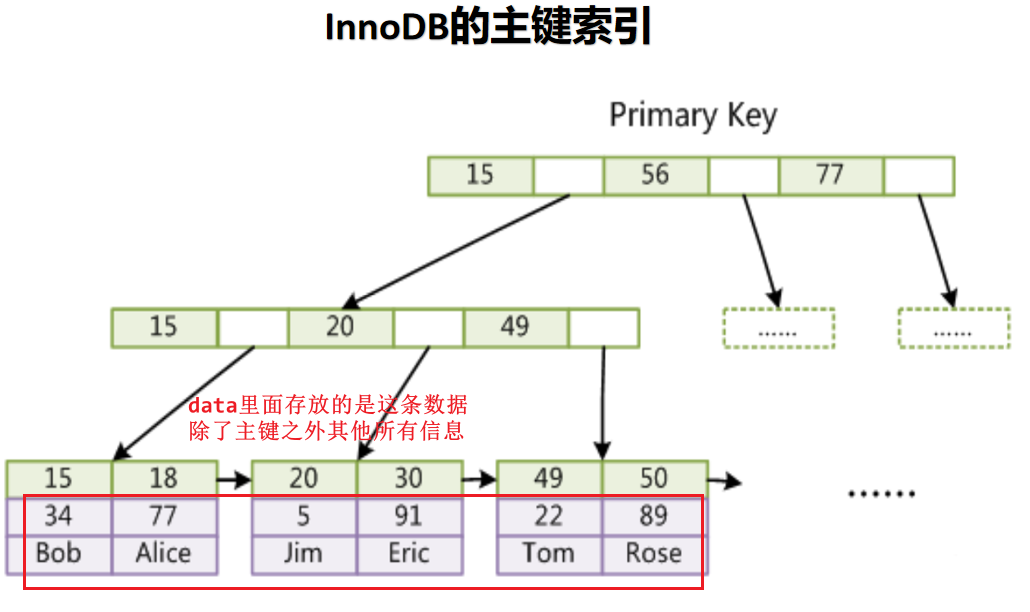 InnoDB的主键索引
Primary Key
15 56 77
15 20 49
...... ......
data里面存放的是这条数据
除了主键之外其他所有信息
15 18 20 30 49 50
......
34 77 5 91 22 89
Bob Alice Jim Eric Tom Rose